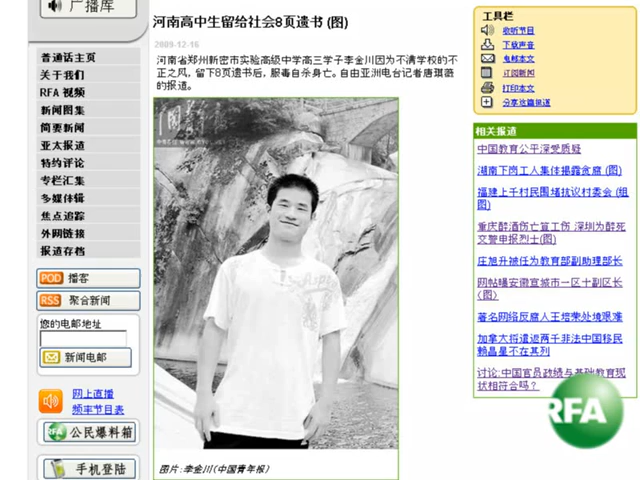 广播库
普通话主页
关于我们
RFA 视频
新闻图集
简要新闻
亚太报道
特约评论
专栏汇集
多媒体辑
焦点追踪
外网链接
报道存档
POD 播客
RSS 聚合新闻
您的电邮地址
新闻电邮
网上直播
频率节目表
公民爆料箱
手机登陆
河南高中生留给社会8页遗书 (图)
2009-12-16
河南省郑州新密市实验高级中学高三学子李金川因为不满学校的不
正之风，留下8页遗书后，服毒自杀身亡。自由亚洲电台记者唐琪薇
的报道。
图片：李金川（中国青年报）
工具栏
收听节目
下载声音
电邮本文
订阅新闻
打印本文
分享这篇报道
相关报道
中国教育公平深受质疑
湖南下岗工人集体揭露贪腐 (图)
福建上千村民围堵抗议村委会 (组
图)
重庆醉酒伤亡算工伤 深圳为醉死
交警申报烈士(图)
庄旭升被任为教育部副助理部长
网帖曝安徽宣城市一区十副区长
(图)
著名网络反腐人王培荣处境艰难
加拿大将遣返两千非法中国移民
赖昌星不在其列
讨论:中国官员政绩与基础教育现
状相符合吗？
RFA